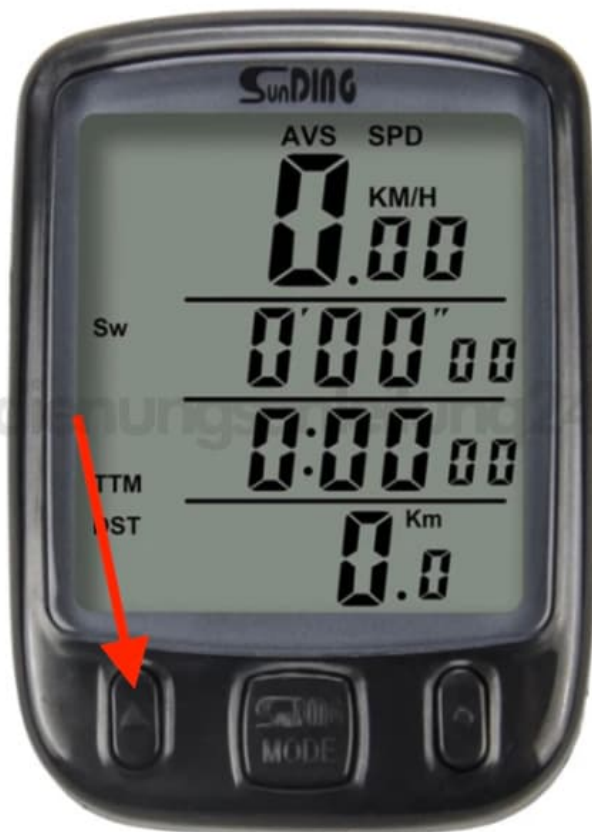 SunDING
AVS SPD
0.00 KM/H
Sw 0'00"00
0:00 00
TTM
DST 0.0 Km
SunDING
MODE